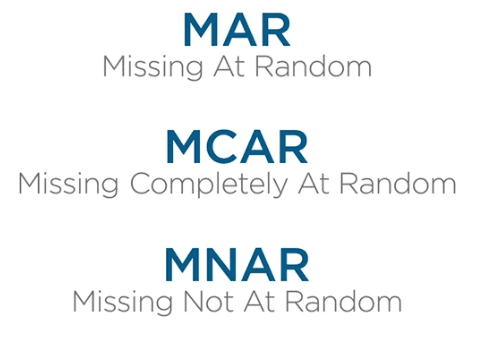 MAR
Missing At Random
MCAR
Missing Completely At Random
MNAR
Missing Not At Random